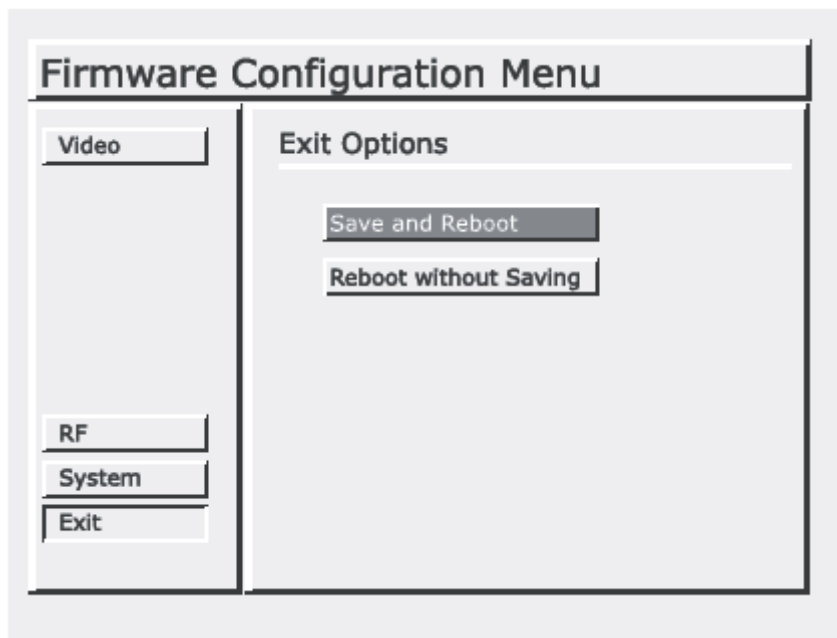 Firmware Configuration Menu
Video
RF
System
Exit
Exit Options
Save and Reboot
Reboot without Saving